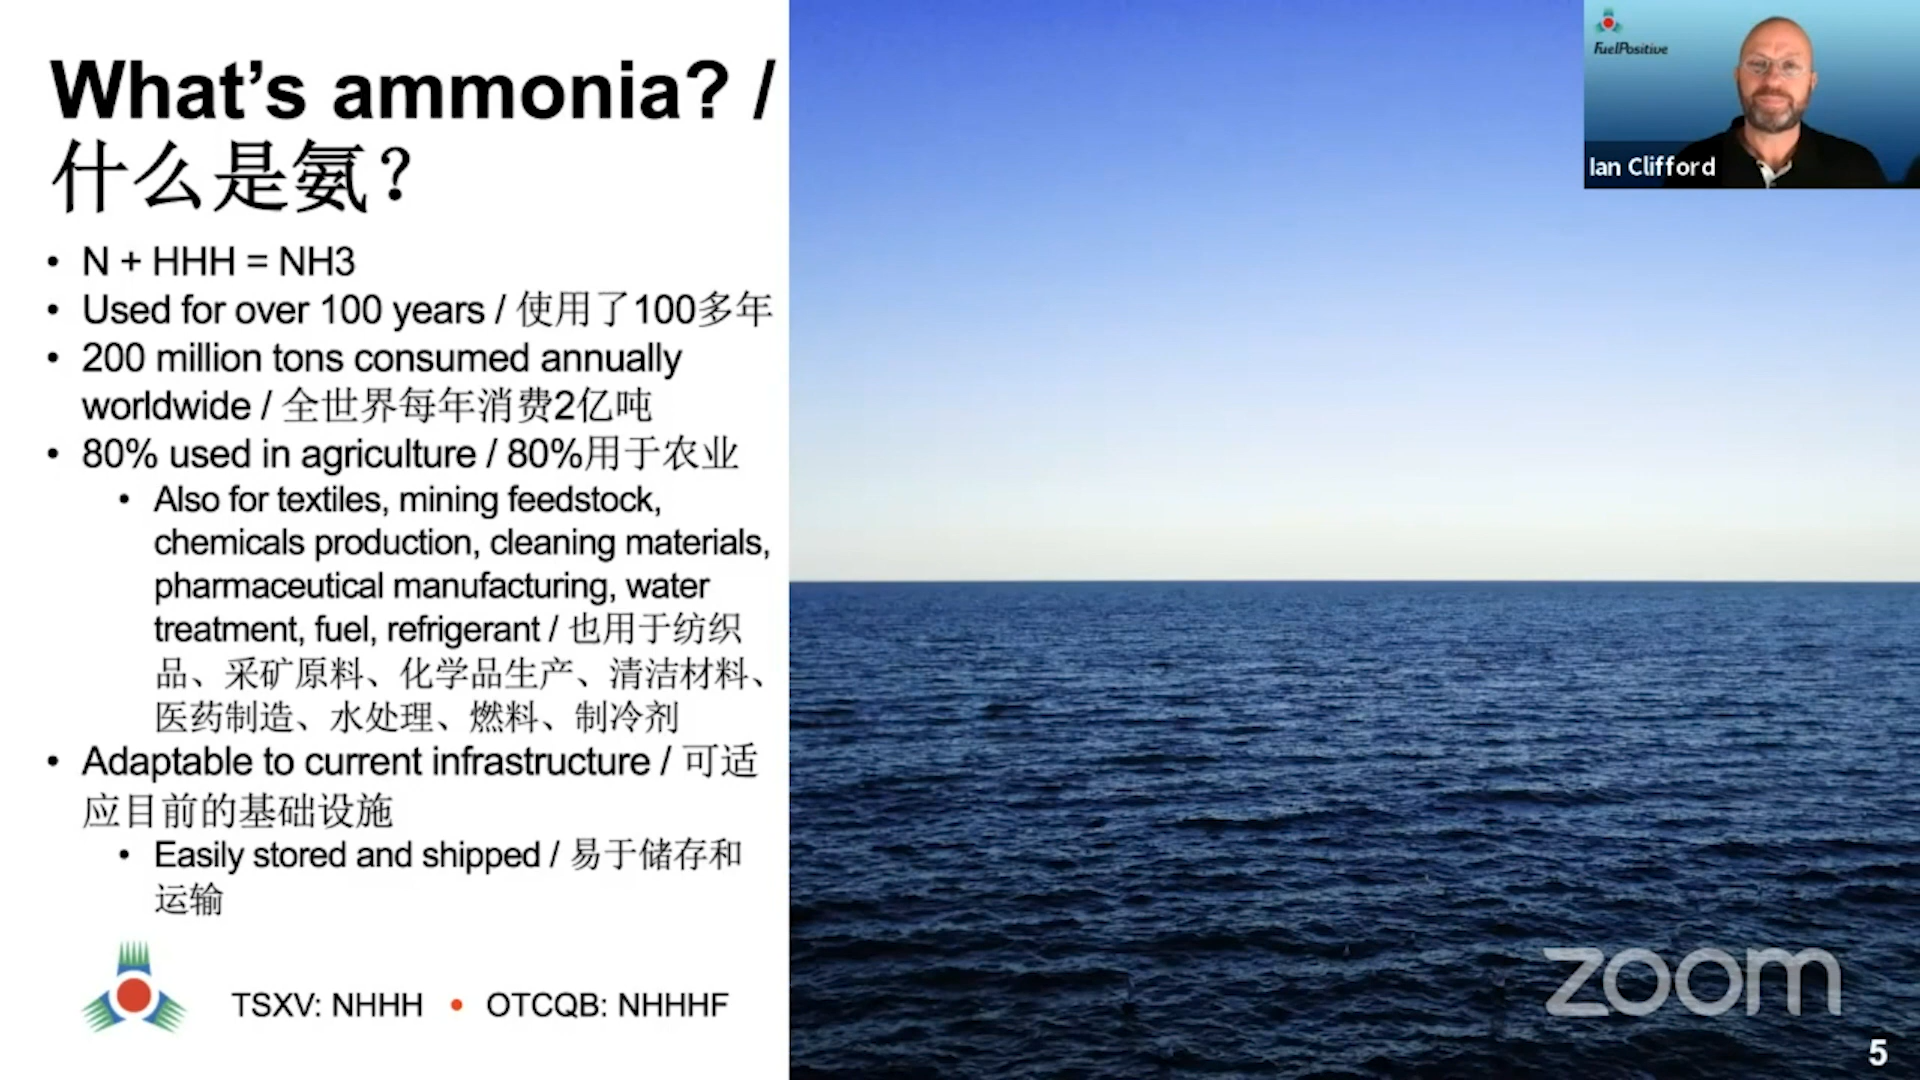 What’s ammonia? /
什么是氨？
• N + HHH = NH3
• Used for over 100 years / 使用了100多年
• 200 million tons consumed annually
worldwide / 全世界每年消费2亿吨
• 80% used in agriculture / 80%用于农业
• Also for textiles, mining feedstock,
chemicals production, cleaning materials,
pharmaceutical manufacturing, water
treatment, fuel, refrigerant / 也用于纺织
品、采矿原料、化学品生产、清洁材料、
医药制造、水处理、燃料、制冷剂
• Adaptable to current infrastructure / 可适
应目前的基础设施
• Easily stored and shipped / 易于储存和
运输
TSXV: NHHH • OTCQB: NHHHF
FuelPositive
Ian Clifford
zoom
5